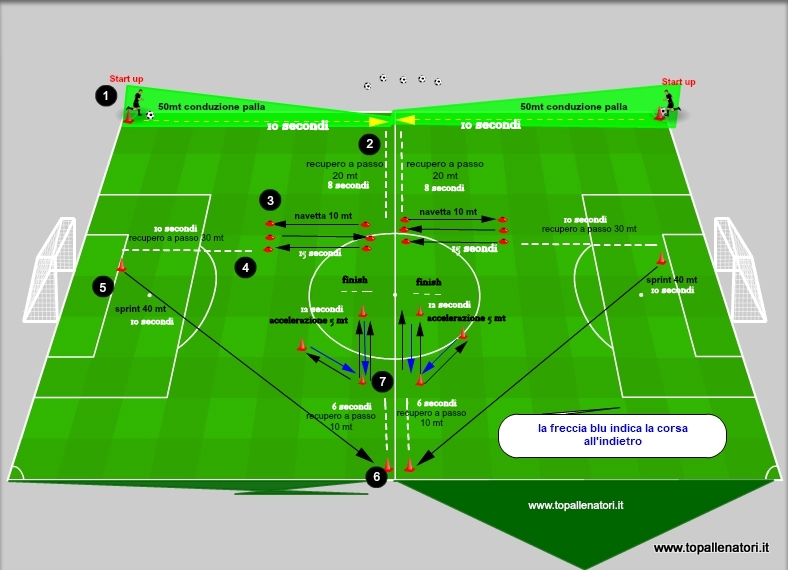 Start up
Start up
1
50mt conduzione palla
50mt conduzione palla
10 secondi
10 secondi
2
recupero a passo
20 mt
8 secondi
recupero a passo
20 mt
8 secondi
3
navetta 10 mt
navetta 10 mt
15 secondi
15 seondi
10 secondi
recupero a passo 30 mt
10 secondi
recupero a passo 30 mt
4
5
finish
finish
sprint 40 mt
10 secondi
sprint 40 mt
10 secondi
12 secondi
accelerazione 5 mt
12 secondi
accelerazione 5 mt
7
6 secondi
recupero a passo
10 mt
6 secondi
recupero a passo
10 mt
la freccia blu indica la corsa
all'indietro
6
www.topallenatori.it
www.topallenatori.it